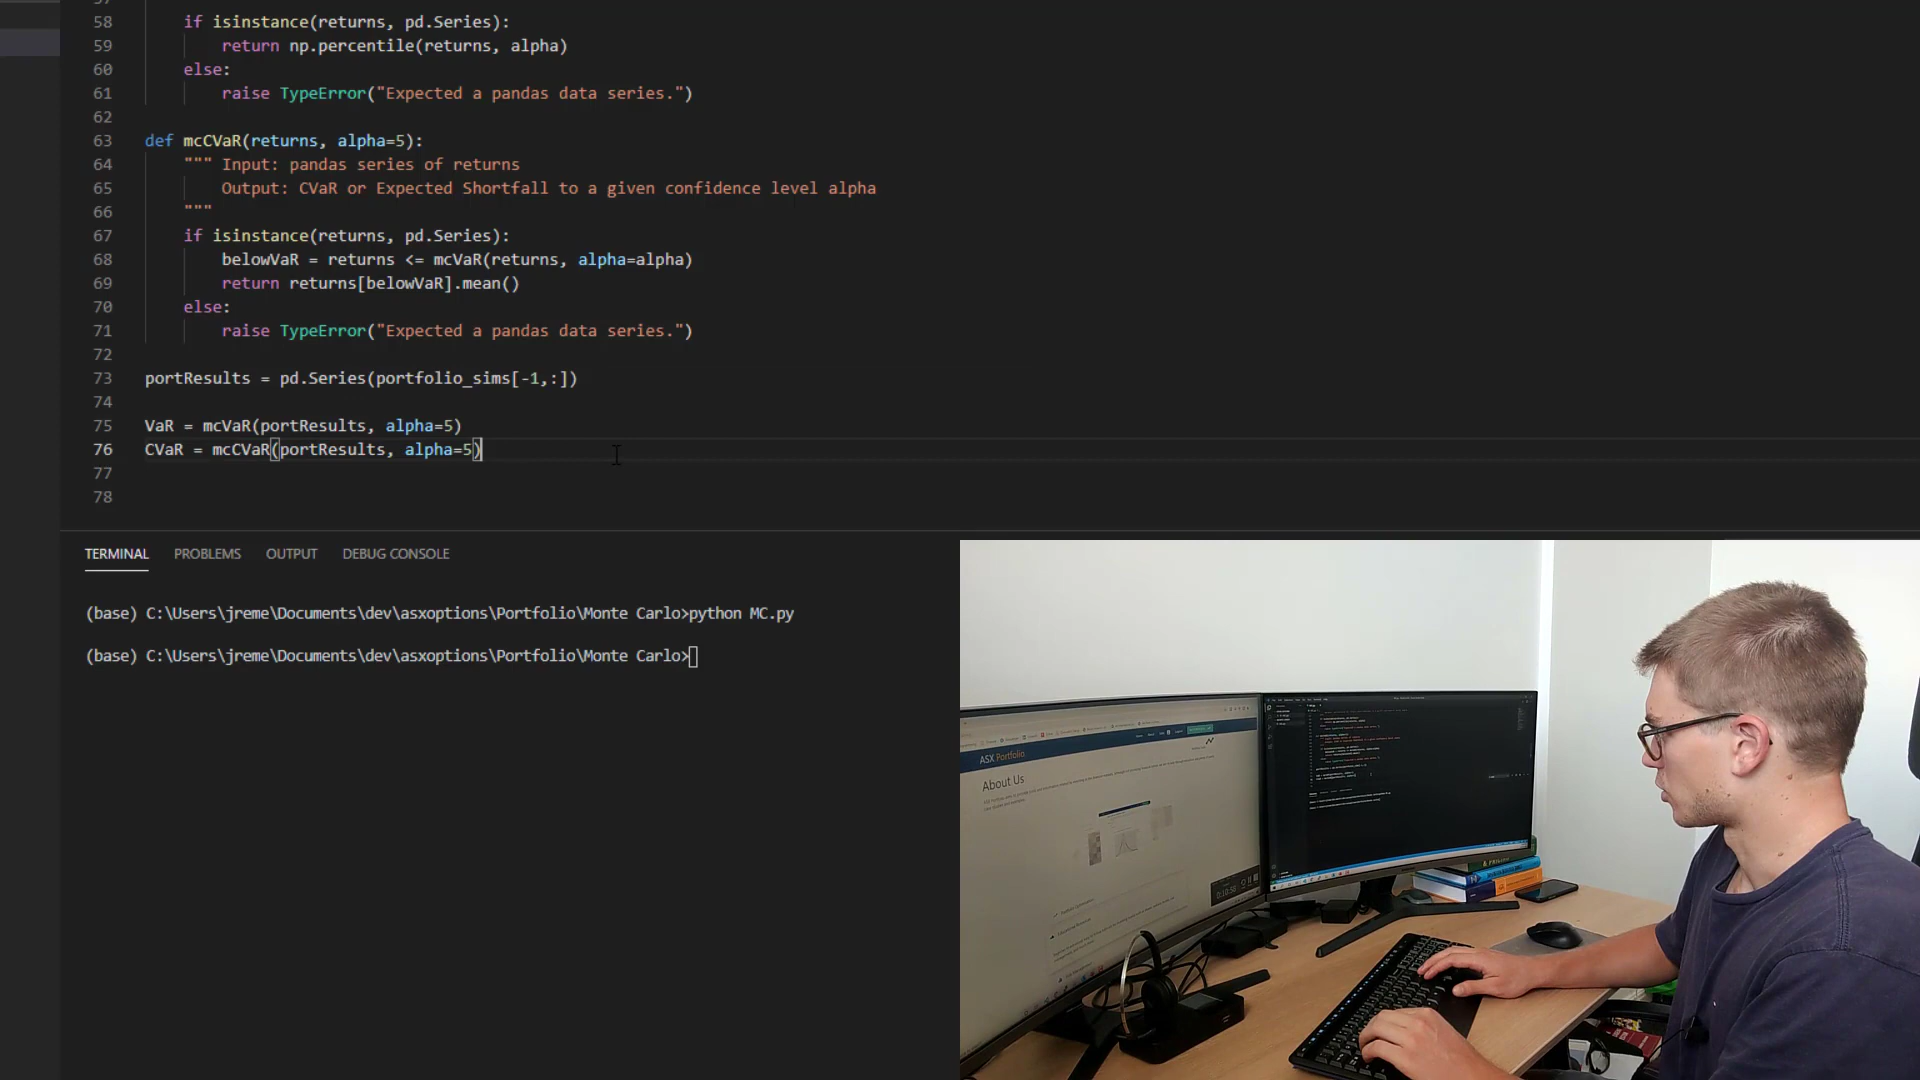 58 if isinstance(returns, pd.Series):
59 return np.percentile(returns, alpha)
60 else:
61 raise TypeError("Expected a pandas data series.")
62
63 def mcCVaR(returns, alpha=5):
64 """ Input: pandas series of returns
65 Output: CVaR or Expected Shortfall to a given confidence level alpha
66 """
67 if isinstance(returns, pd.Series):
68 belowVaR = returns <= mcVaR(returns, alpha=alpha)
69 return returns[belowVaR].mean()
70 else:
71 raise TypeError("Expected a pandas data series.")
72
73 portResults = pd.Series(portfolio_sims[-1,:])
74
75 VaR = mcVaR(portResults, alpha=5)
76 CVaR = mcCVaR(portResults, alpha=5)
77
78
TERMINAL PROBLEMS OUTPUT DEBUG CONSOLE
(base) C:\Users\jreme\Documents\dev\asxoptions\Portfolio\Monte Carlo>python MC.py
(base) C:\Users\jreme\Documents\dev\asxoptions\Portfolio\Monte Carlo>
ASX Portfolio
About Us